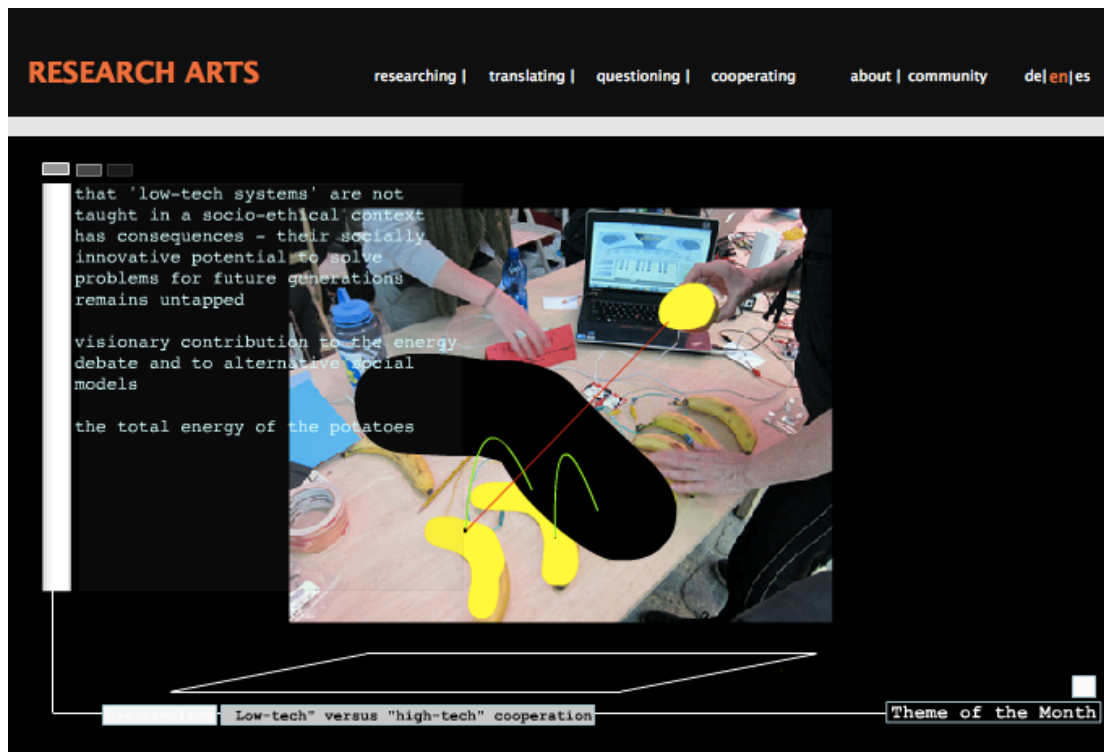 RESEARCH ARTS
researching | translating | questioning | cooperating about | community de|en|es
that 'low-tech systems' are not
taught in a socio-ethical context
has consequences - their socially
innovative potential to solve
problems for future generations
remains untapped
visionary contribution to the energy
debate and to alternative social
models
the total energy of the potatoes
Low-tech" versus "high-tech" cooperation
Theme of the Month